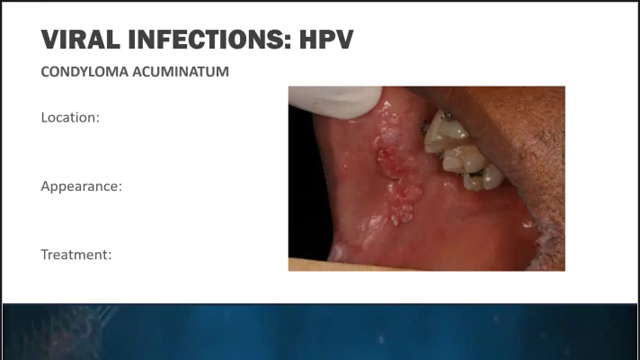 VIRAL INFECTIONS: HPV
CONDYLOMA ACUMINATUM
Location:
Appearance:
Treatment: